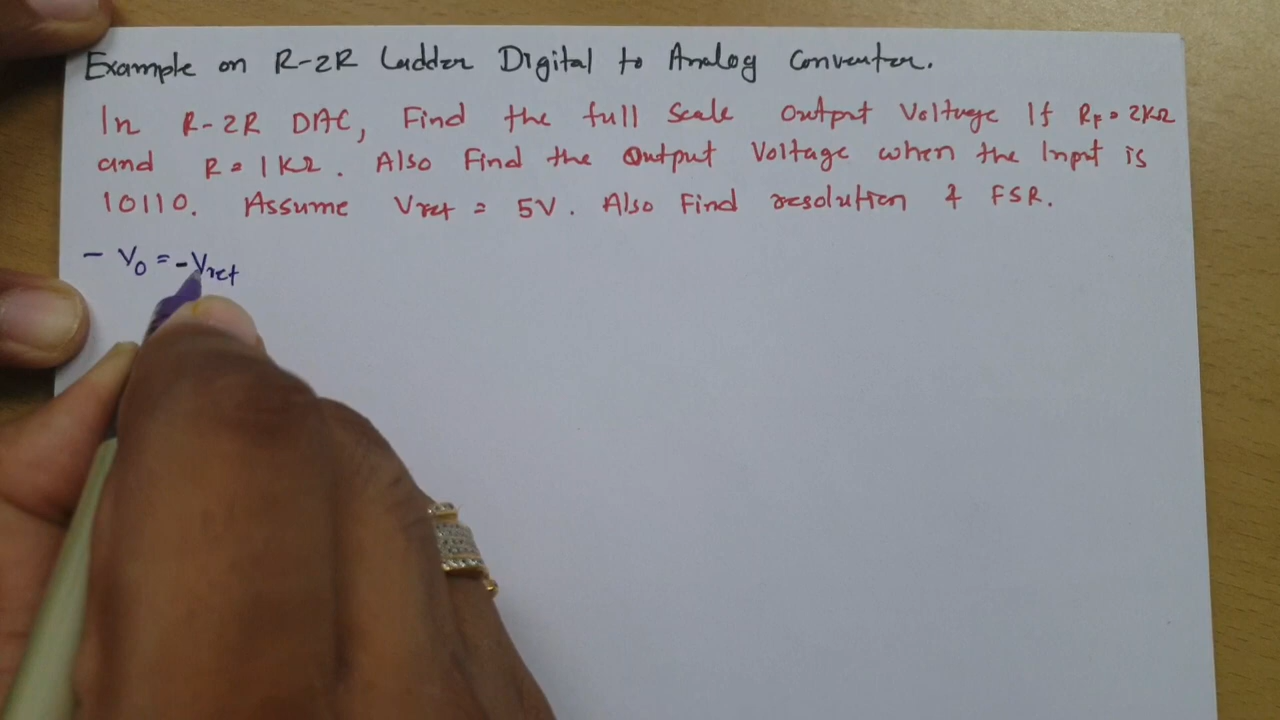 Example on R-2R Ladder Digital to Analog Converter.
In R-2R DAC, Find the full Scale Output Voltage If RF = 2KΩ
and R = 1KΩ. Also Find the Output Voltage when the Input is
10110. Assume Vref = 5V. Also Find resolution & FSR.
- V0 = -Vref